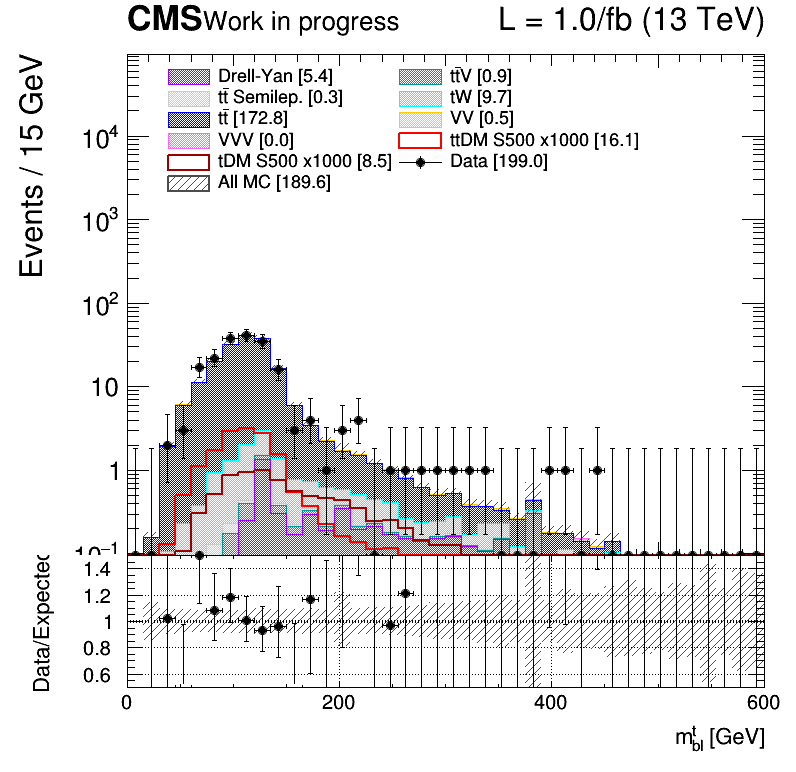 CMS Work in progress L = 1.0/fb (13 TeV)
Events / 15 GeV
Drell-Yan [5.4] tt̄V [0.9]
tt̄ Semilep. [0.3] tW [9.7]
tt̄ [172.8] VV [0.5]
VVV [0.0] ttDM S500 x1000 [16.1]
tDM S500 x1000 [8.5] Data [199.0]
All MC [189.6]
10⁴
10³
10²
10
1
10⁻¹
Data/Expected
1.4
1.2
1
0.8
0.6
0 200 400 600
m^t_bl [GeV]